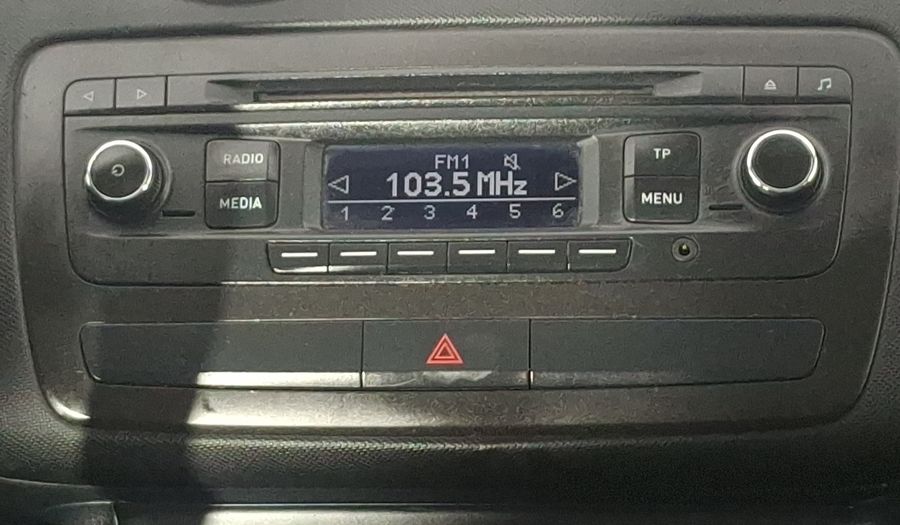 RADIO
MEDIA
FM1
103.5 MHz
1 2 3 4 5 6
TP
MENU